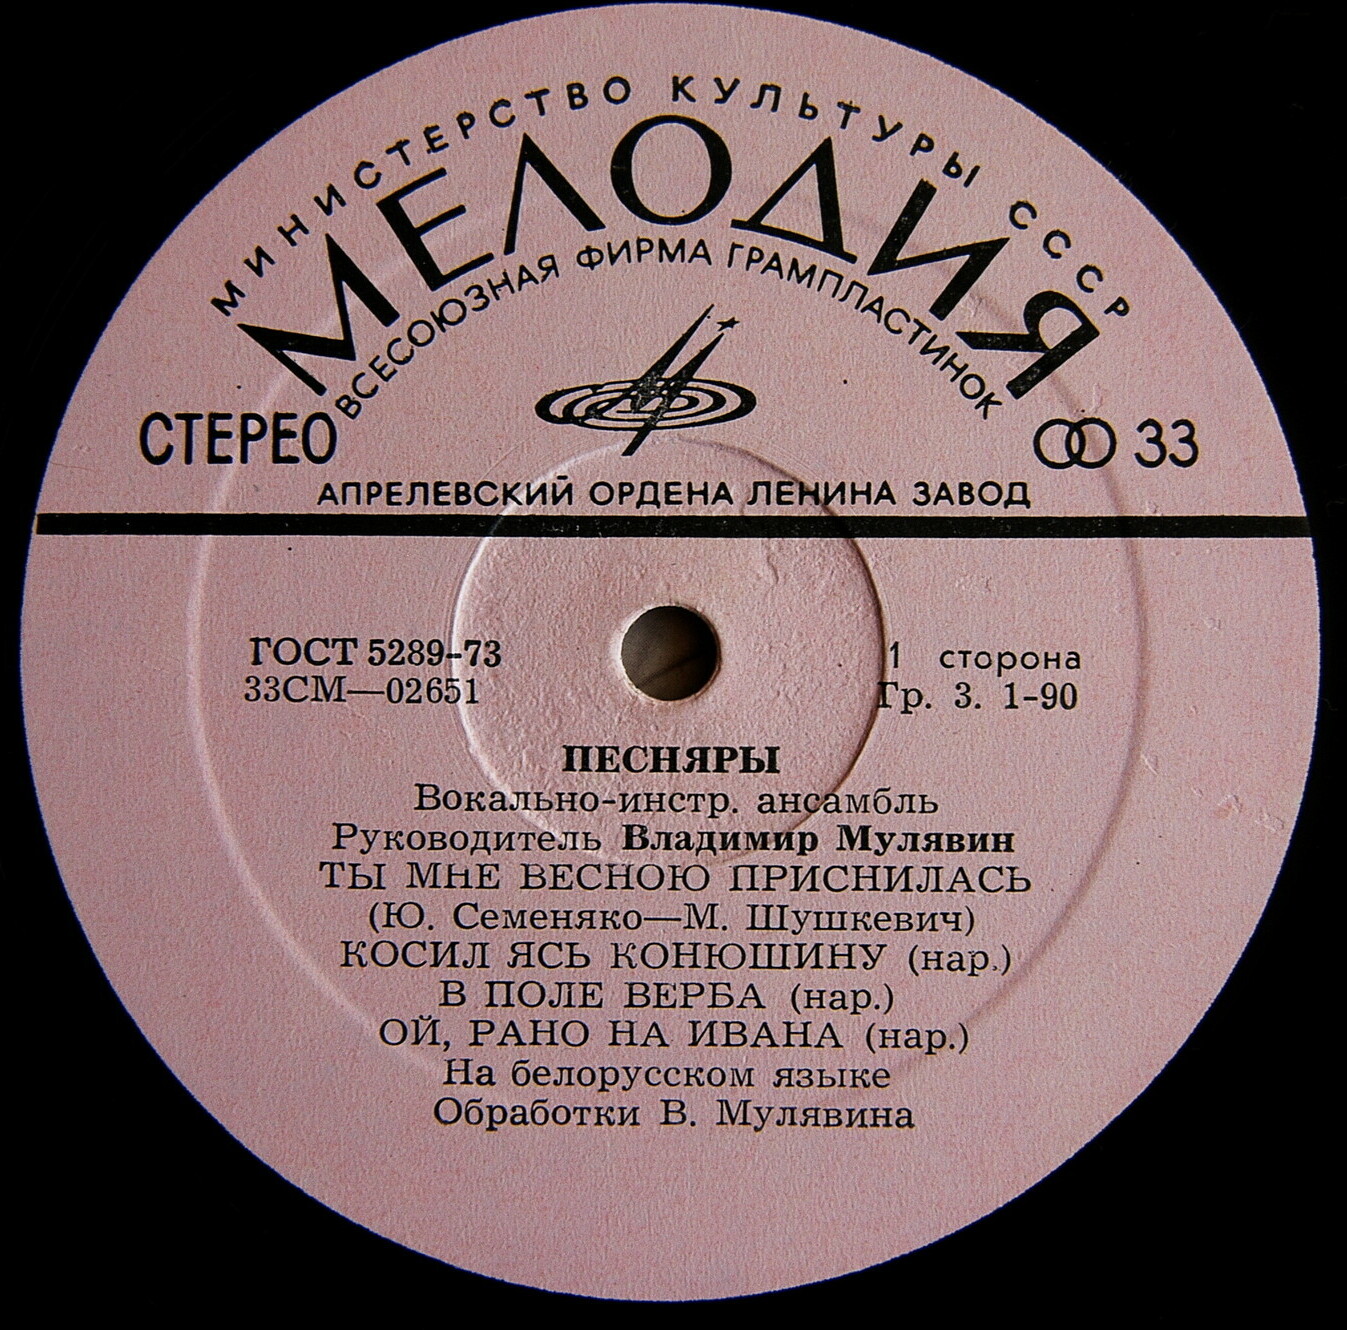 МИНИСТЕРСТВО КУЛЬТУРЫ СССР
МЕЛОДИЯ
ВСЕСОЮЗНАЯ ФИРМА ГРАМПЛАСТИНОК
СТЕРЕО
33
АПРЕЛЕВСКИЙ ОРДЕНА ЛЕНИНА ЗАВОД
ГОСТ 5289-73
33СМ—02651
1 сторона
Гр. 3. 1-90
ПЕСНЯРЫ
Вокально-инстр. ансамбль
Руководитель Владимир Мулявин
ТЫ МНЕ ВЕСНОЮ ПРИСНИЛАСЬ
(Ю. Семеняко—М. Шушкевич)
КОСИЛ ЯСЬ КОНЮШИНУ (нар.)
В ПОЛЕ ВЕРБА (нар.)
ОЙ, РАНО НА ИВАНА (нар.)
На белорусском языке
Обработки В. Мулявина